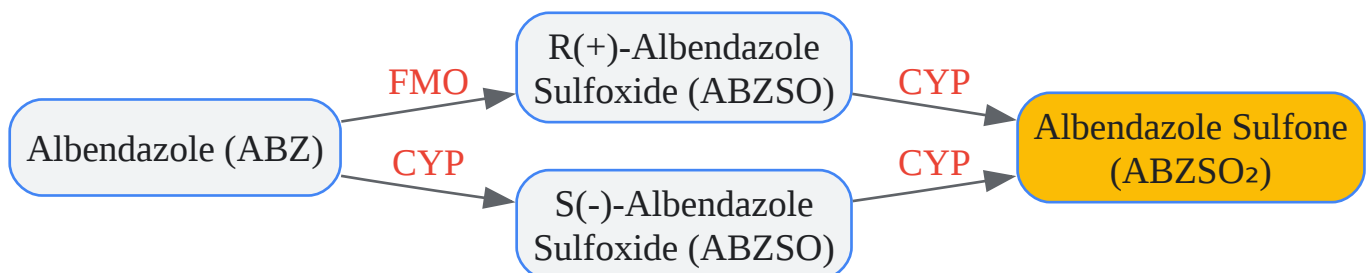 Albendazole (ABZ)
FMO
CYP
R(+)-Albendazole
Sulfoxide (ABZSO)
S(-)-Albendazole
Sulfoxide (ABZSO)
CYP
CYP
Albendazole Sulfone
(ABZSO₂)